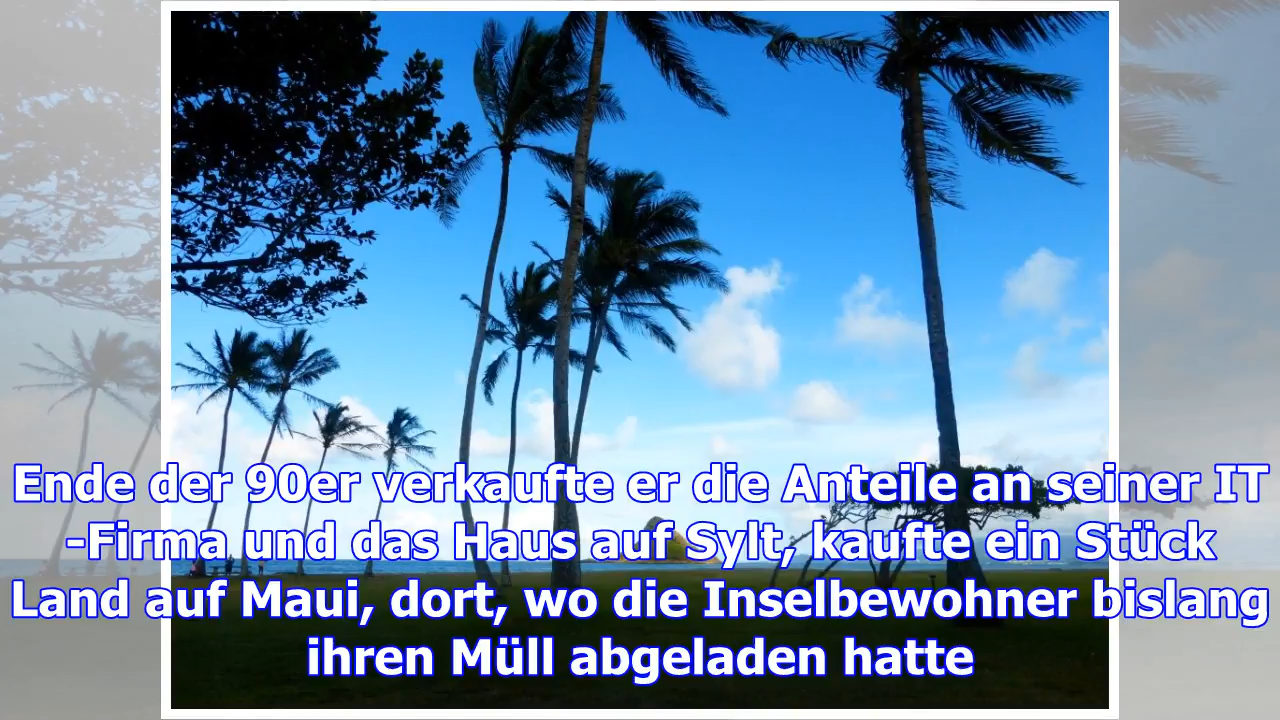 Ende der 90er verkaufte er die Anteile an seiner IT
-Firma und das Haus auf Sylt, kaufte ein Stück
Land auf Maui, dort, wo die Inselbewohner bislang
ihren Müll abgeladen hatte